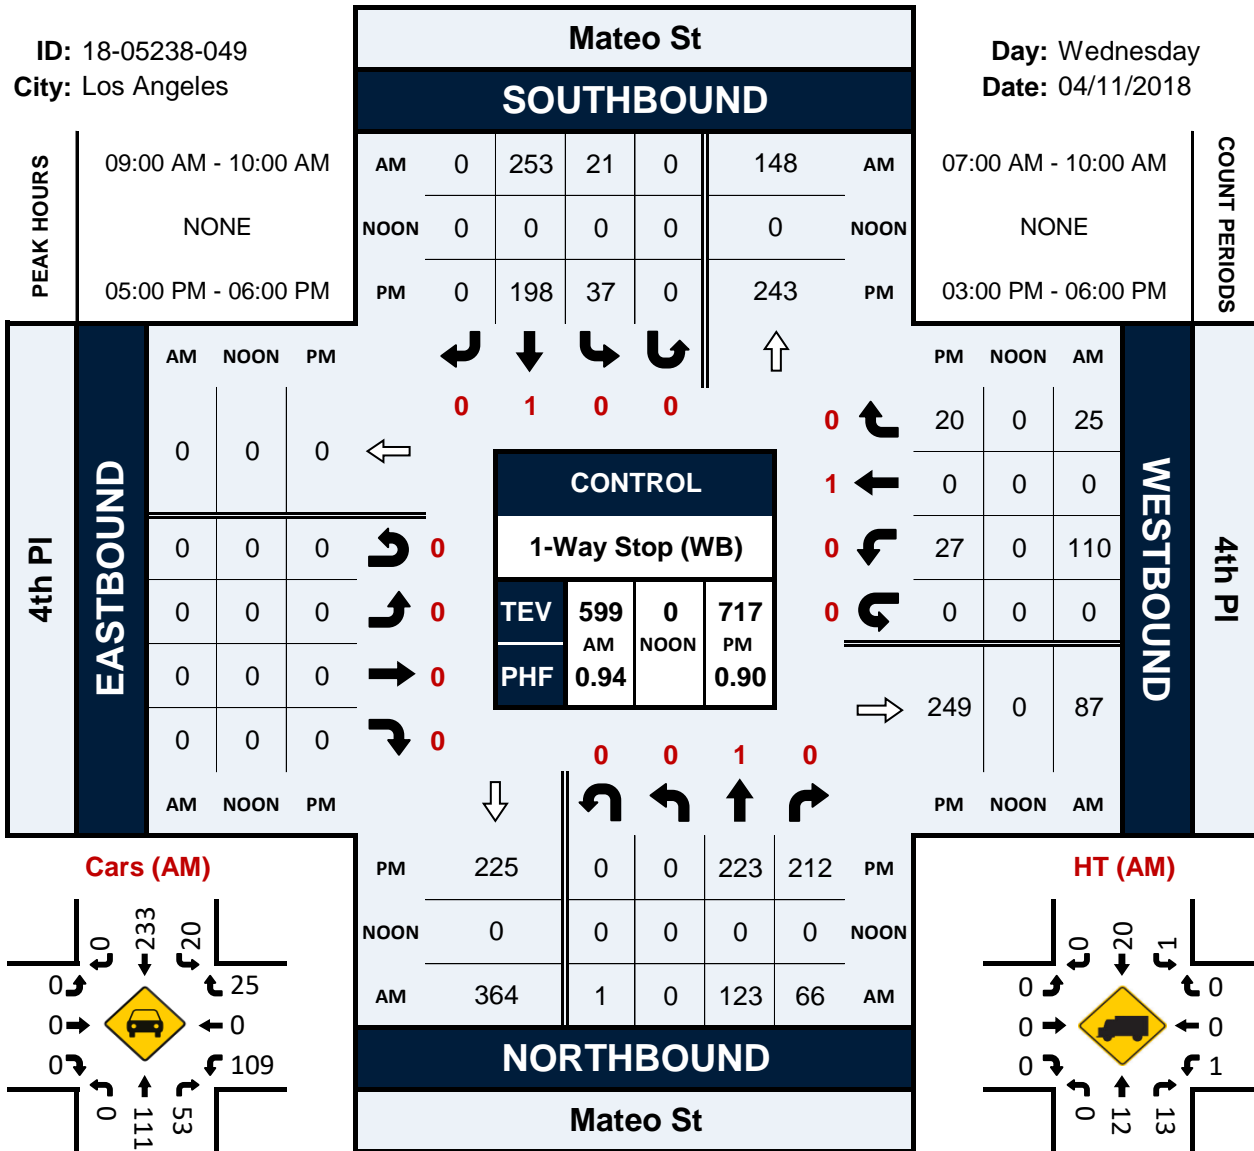 ID: 18-05238-049
City: Los Angeles
Mateo St
Day: Wednesday
Date: 04/11/2018
SOUTHBOUND
PEAK HOURS
09:00 AM - 10:00 AM
NONE
05:00 PM - 06:00 PM
AM 0 253 21 0 148 AM
NOON 0 0 0 0 0 NOON
PM 0 198 37 0 243 PM
07:00 AM - 10:00 AM
NONE
03:00 PM - 06:00 PM
COUNT PERIODS
0 1 0 0
4th Pl
EASTBOUND
AM NOON PM
0 0 0
0 0 0 0
0 0 0 0
0 0 0 0
0 0 0 0
AM NOON PM
CONTROL
1-Way Stop (WB)
TEV 599 0 717
AM NOON PM
PHF 0.94 0.90
PM NOON AM
0 20 0 25
1 0 0 0
0 27 0 110
0 0 0 0
249 0 87
PM NOON AM
WESTBOUND
4th Pl
0 0 1 0
PM 225 0 0 223 212 PM
NOON 0 0 0 0 0 NOON
AM 364 1 0 123 66 AM
NORTHBOUND
Mateo St
Cars (AM)
0 233 20
0 25
0 0
0 109
0 111 53
HT (AM)
0 20 1
0 0
0 0
0 1
0 12 13